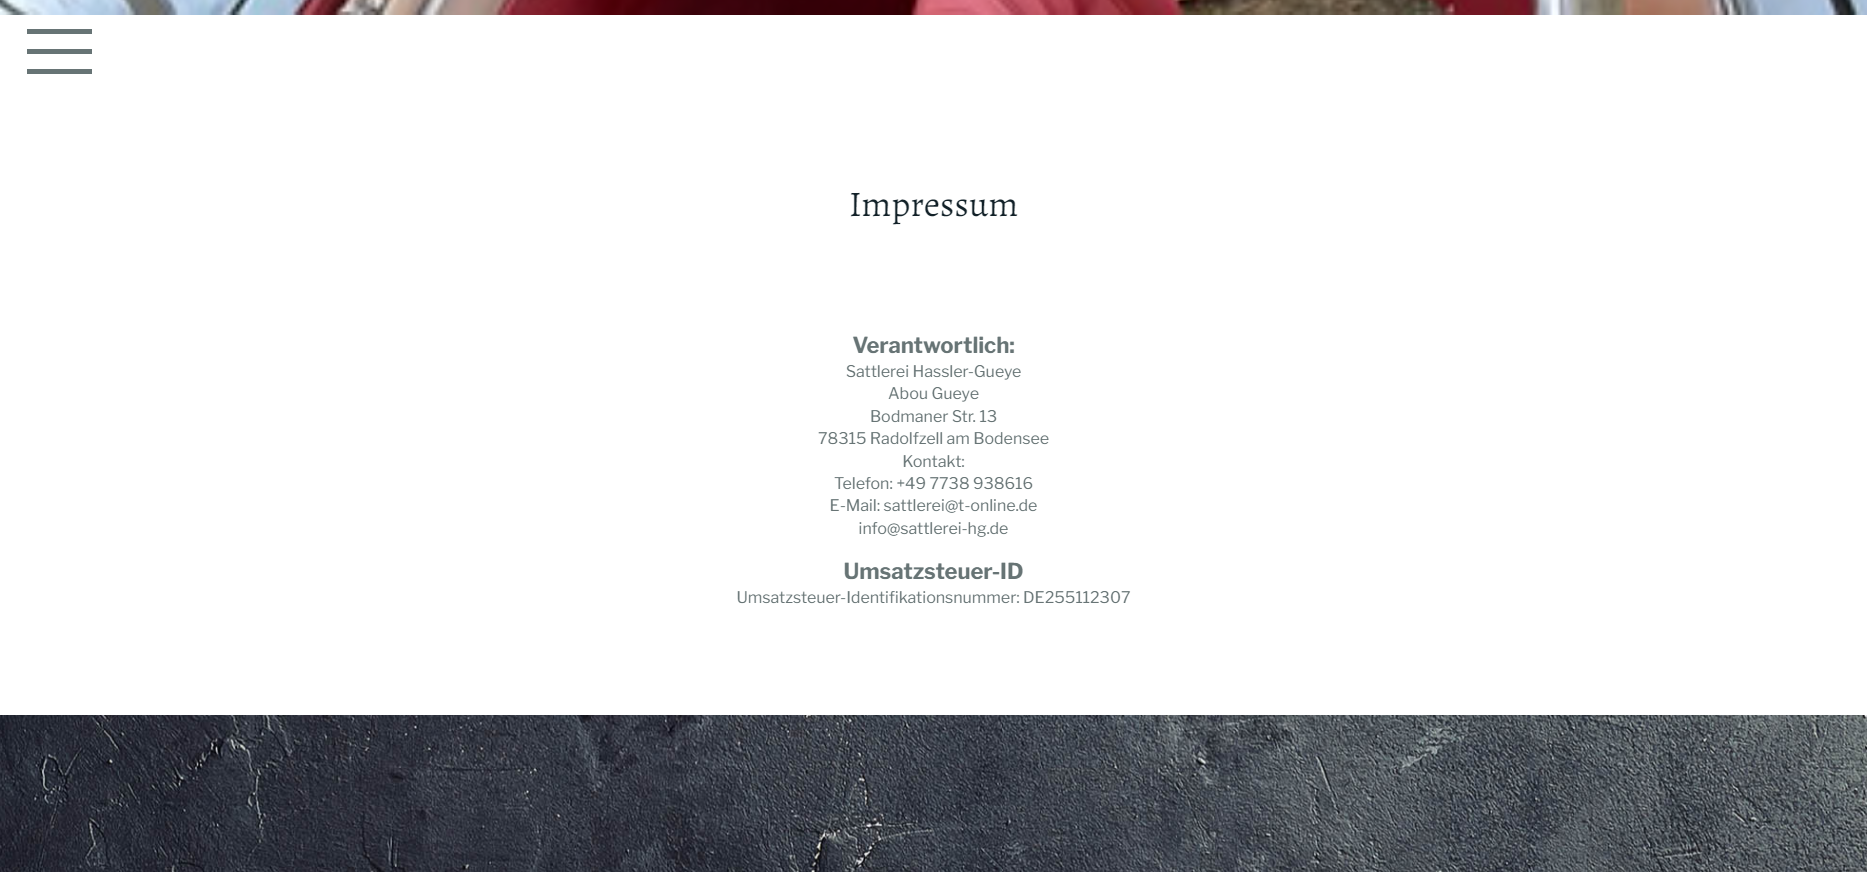 Impressum
Verantwortlich:
Sattlerei Hassler-Gueye
Abou Gueye
Bodmaner Str. 13
78315 Radolfzell am Bodensee
Kontakt:
Telefon: +49 7738 938616
E-Mail: sattlerei@t-online.de
info@sattlerei-hg.de
Umsatzsteuer-ID
Umsatzsteuer-Identifikationsnummer: DE255112307